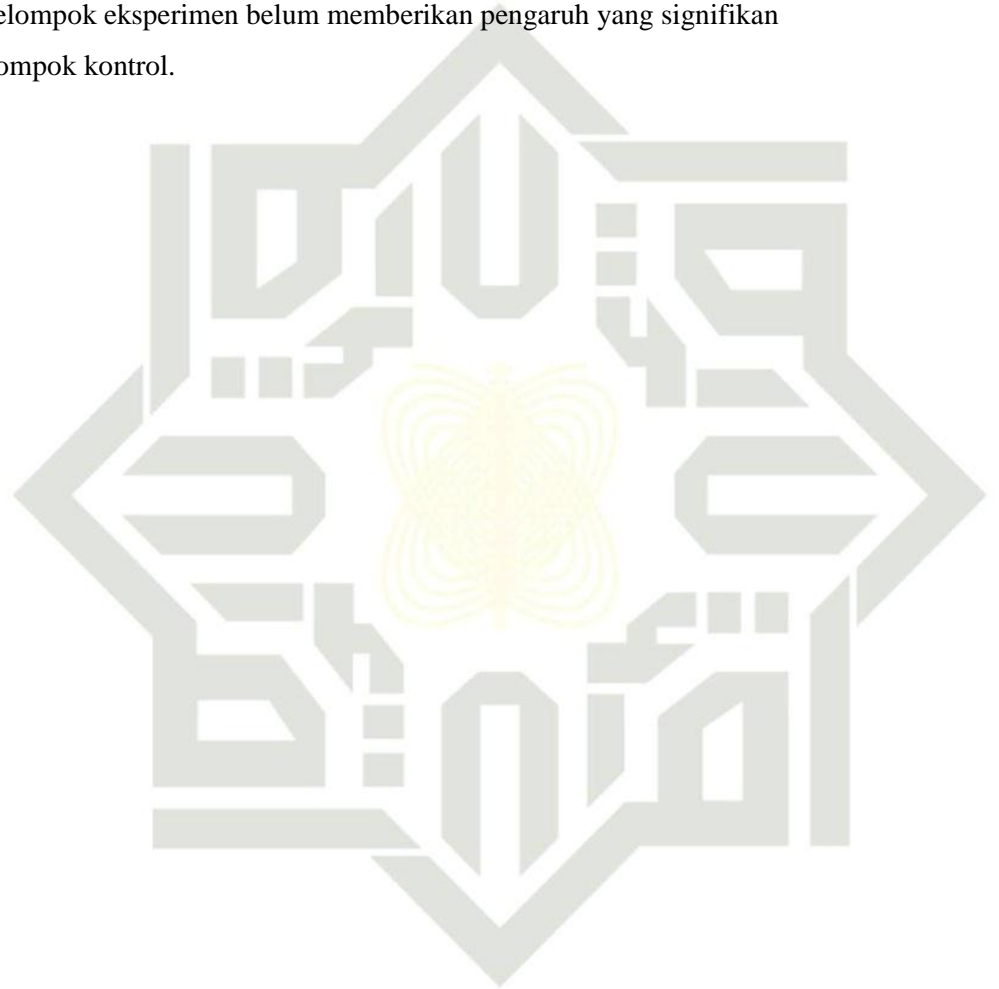 elompok eksperimen belum memberikan pengaruh yang signifikan
ompok kontrol.